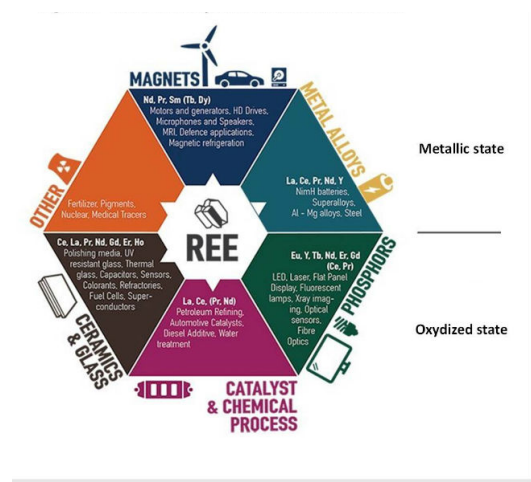 MAGNETS
Nd, Pr, Sm (Tb, Dy)
Motors and generators, HD Drives,
Microphones and Speakers,
MRI, Defence applications,
Magnetic refrigeration
METAL ALLOYS
La, Ce, Pr, Nd, Y
NimH batteries,
Superalloys,
Al - Mg alloys, Steel
Metallic state
OTHER
Fertilizer, Pigments,
Nuclear, Medical Tracers
REE
Ce, La, Pr, Nd, Gd, Er, Ho
Polishing media, UV
resistant glass, Thermal
glass, Capacitors, Sensors,
Colorants, Refractories,
Fuel Cells, Super-
conductors
CERAMICS
& GLASS
Eu, Y, Tb, Nd, Er, Gd
(Ce, Pr)
LED, Laser, Flat Panel
Display, Fluorescent
lamps, Xray imag-
ing, Optical
sensors,
Fibre
Optics
PHOSPHORS
Oxydized state
La, Ce, (Pr, Nd)
Petroleum Refining,
Automotive Catalysts,
Diesel Additive, Water
treatment
CATALYST
& CHEMICAL
PROCESS